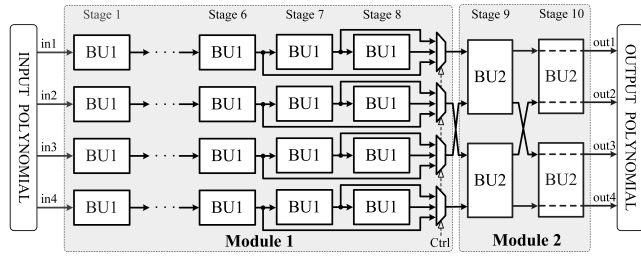 Stage 1 Stage 6 Stage 7 Stage 8 Stage 9 Stage 10
INPUT POLYNOMIAL
in1 BU1 · · · BU1 BU1 BU1 out1
BU2 BU2
in2 BU1 · · · BU1 BU1 BU1 out2
in3 BU1 · · · BU1 BU1 BU1 out3
BU2 BU2
in4 BU1 · · · BU1 BU1 BU1 out4
OUTPUT POLYNOMIAL
Module 1 Ctrl Module 2